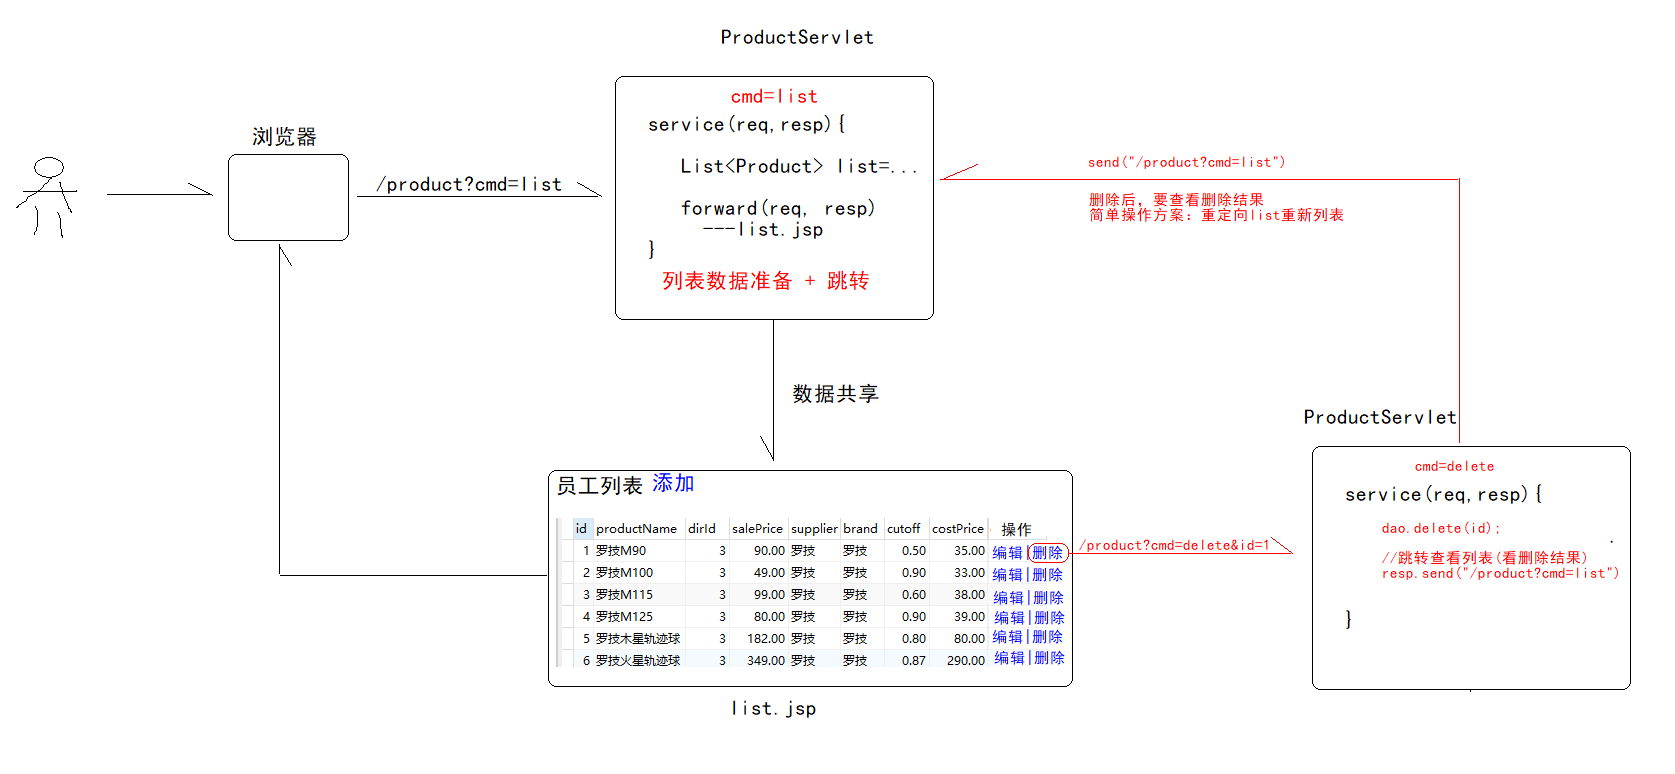 ProductServlet
浏览器
/product?cmd=list
cmd=list
service(req,resp){
List<Product> list=...
forward(req, resp)
---list.jsp
}
列表数据准备 + 跳转
send("/product?cmd=list")
删除后，要查看删除结果
简单操作方案：重定向list重新列表
数据共享
员工列表 添加
id productName dirId salePrice supplier brand cutoff costPrice 操作
1 罗技M90 3 90.00 罗技 罗技 0.50 35.00 编辑|删除
2 罗技M100 3 49.00 罗技 罗技 0.90 33.00 编辑|删除
3 罗技M115 3 99.00 罗技 罗技 0.60 38.00 编辑|删除
4 罗技M125 3 80.00 罗技 罗技 0.90 39.00 编辑|删除
5 罗技木星轨迹球 3 182.00 罗技 罗技 0.80 80.00 编辑|删除
6 罗技火星轨迹球 3 349.00 罗技 罗技 0.87 290.00 编辑|删除
list.jsp
/product?cmd=delete&id=1
ProductServlet
cmd=delete
service(req,resp){
dao.delete(id);
//跳转查看列表(看删除结果)
resp.send("/product?cmd=list")
}